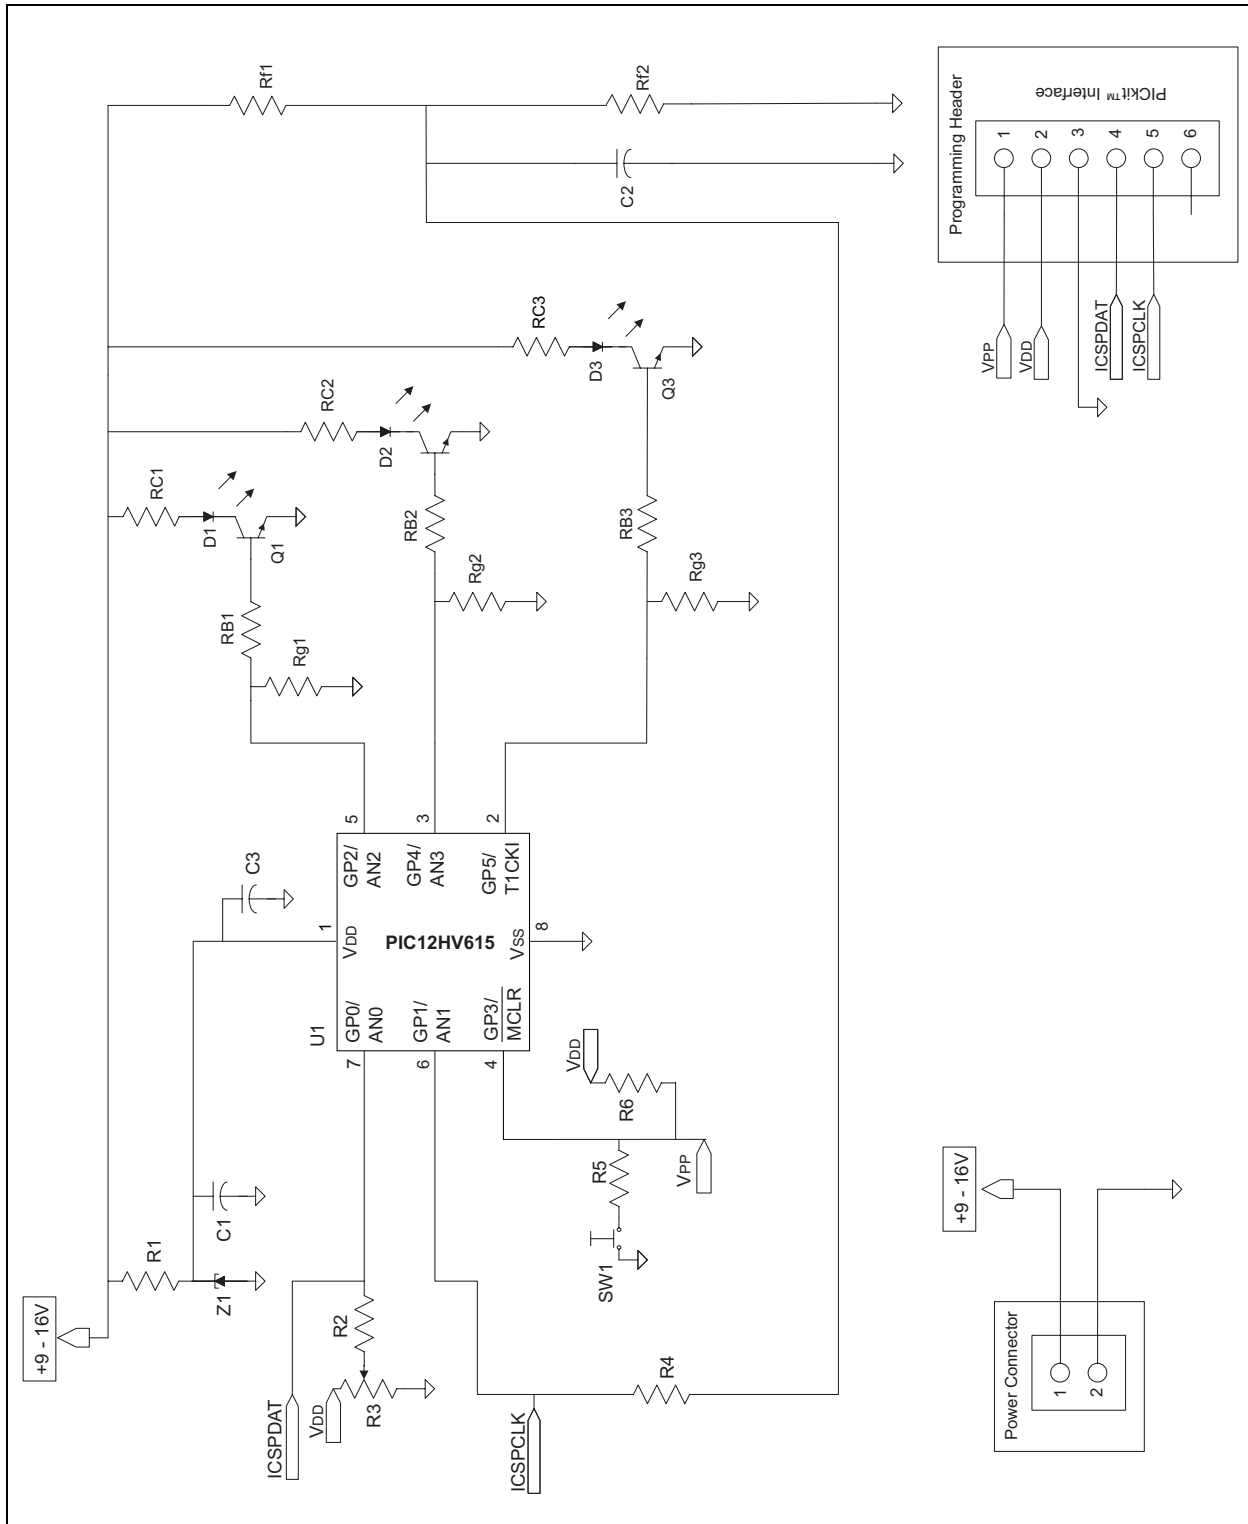 +9 - 16V
R1
Z1
C1
C3
RC1
D1
Q1
RB1
Rg1
RC2
D2
RB2
Rg2
RC3
D3
Q3
RB3
Rg3
Rf1
Rf2
C2
U1
PIC12HV615
1
VDD
GP0/
AN0
7
GP1/
AN1
6
GP3/
MCLR
4
GP2/
AN2
5
GP4/
AN3
3
GP5/
T1CKI
2
VSS
8
ICSPDAT
VDD
R2
R3
ICSPCLK
R4
SW1
R5
R6
VDD
VPP
Power Connector
1
2
+9 - 16V
Programming Header
PICkit™ Interface
1
2
3
4
5
6
VPP
VDD
ICSPDAT
ICSPCLK